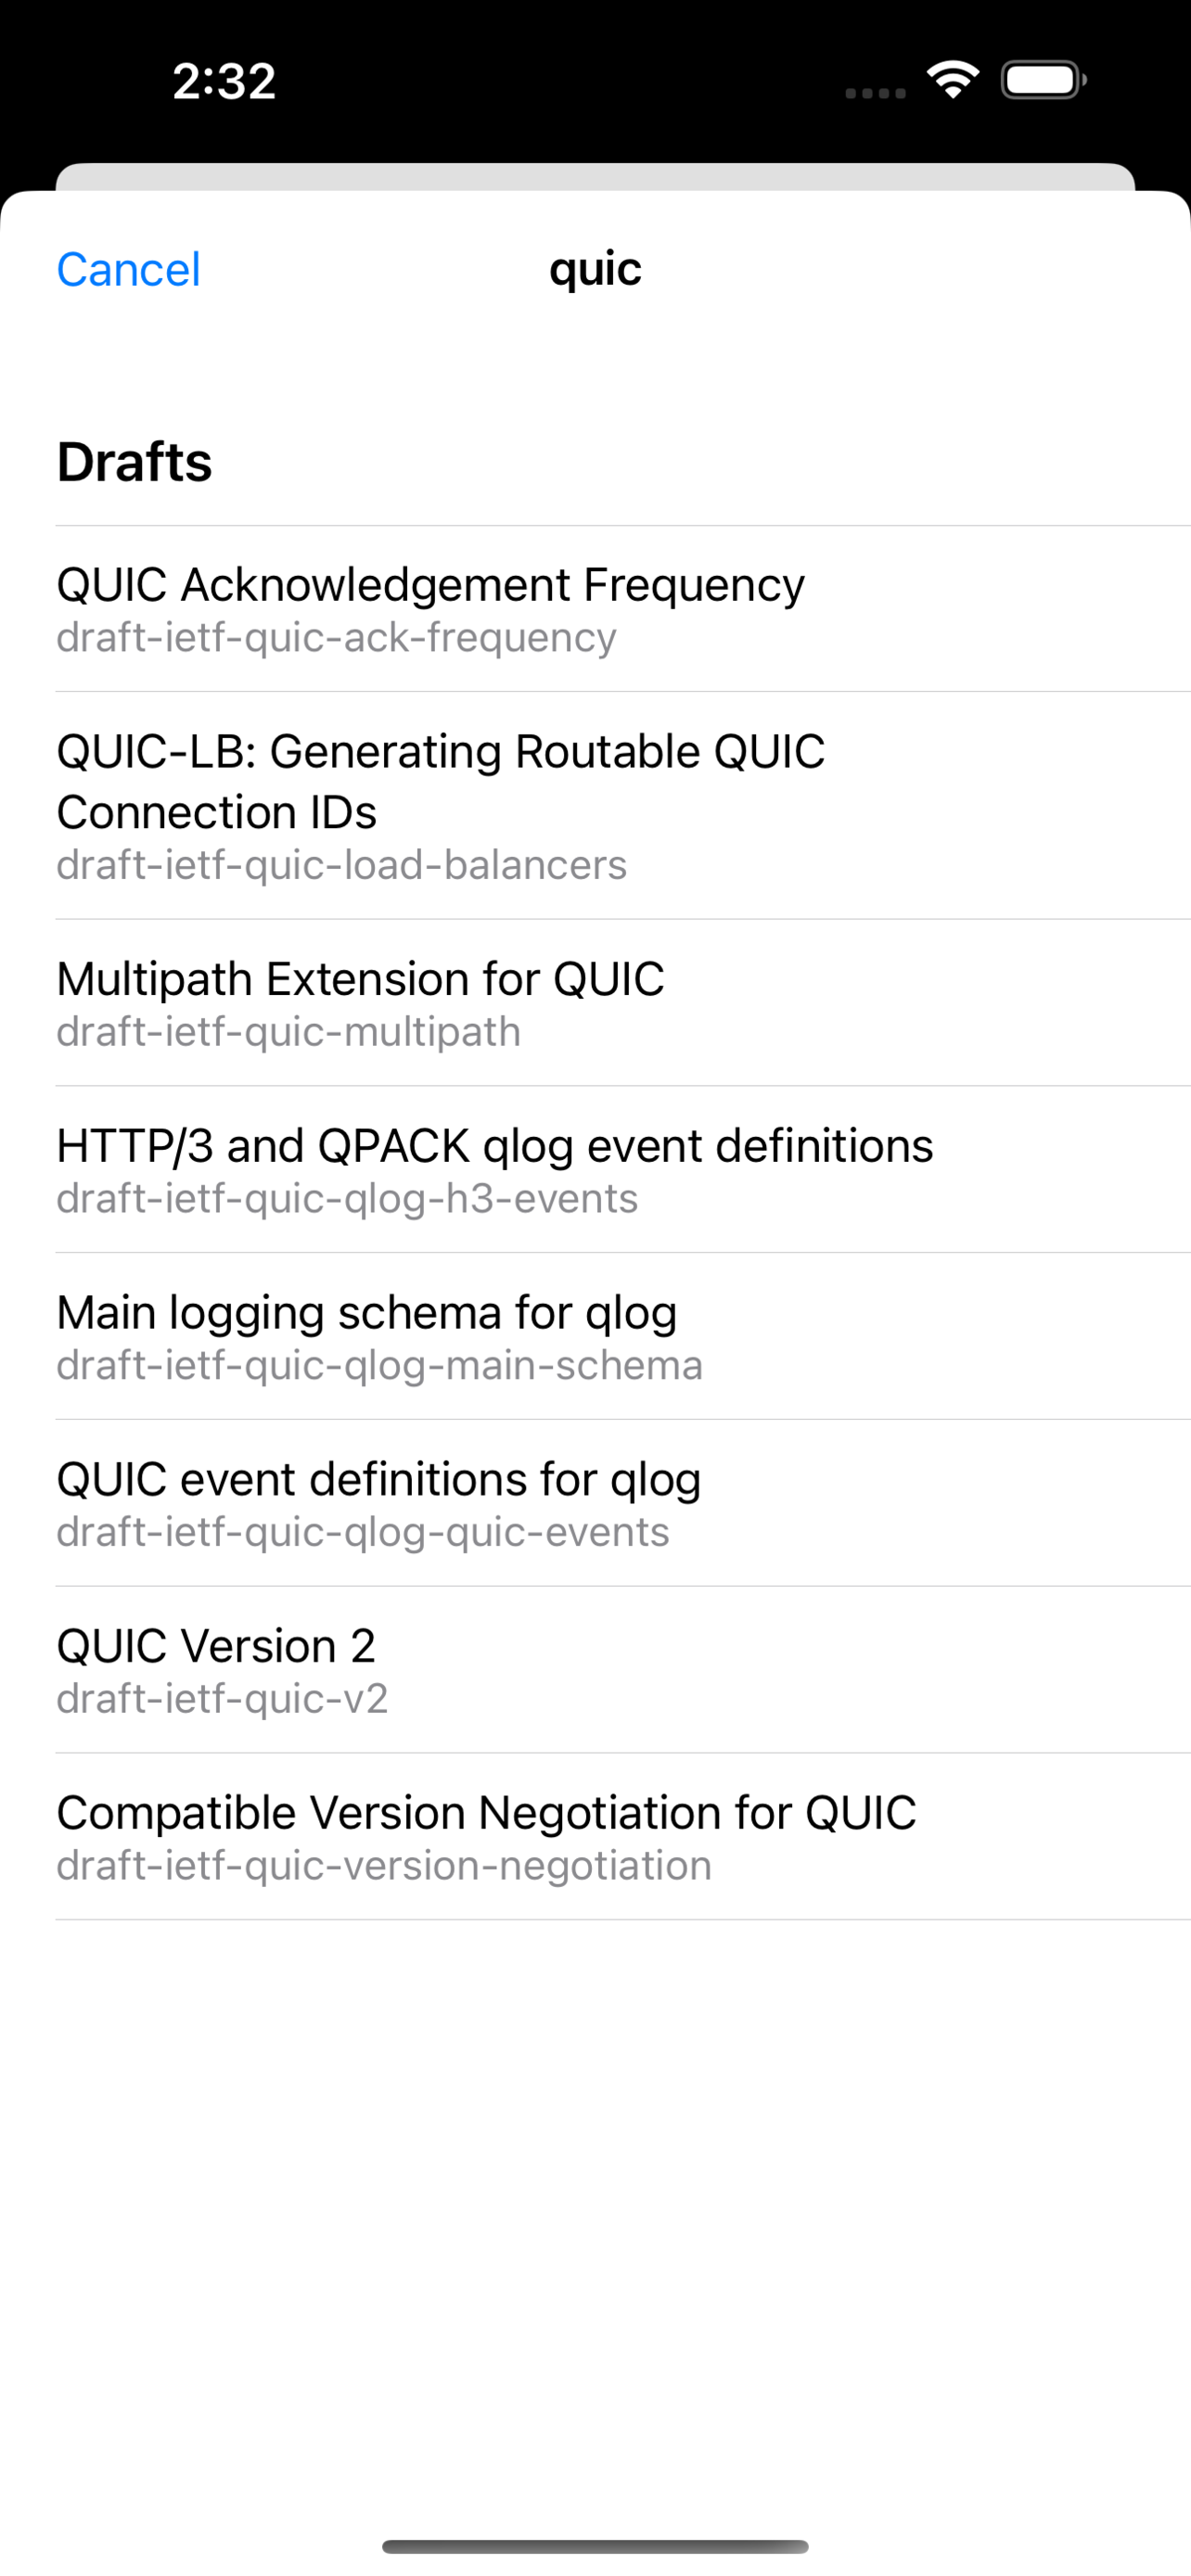 2:32
Cancel
quic
Drafts
QUIC Acknowledgement Frequency
draft-ietf-quic-ack-frequency
QUIC-LB: Generating Routable QUIC
Connection IDs
draft-ietf-quic-load-balancers
Multipath Extension for QUIC
draft-ietf-quic-multipath
HTTP/3 and QPACK qlog event definitions
draft-ietf-quic-qlog-h3-events
Main logging schema for qlog
draft-ietf-quic-qlog-main-schema
QUIC event definitions for qlog
draft-ietf-quic-qlog-quic-events
QUIC Version 2
draft-ietf-quic-v2
Compatible Version Negotiation for QUIC
draft-ietf-quic-version-negotiation